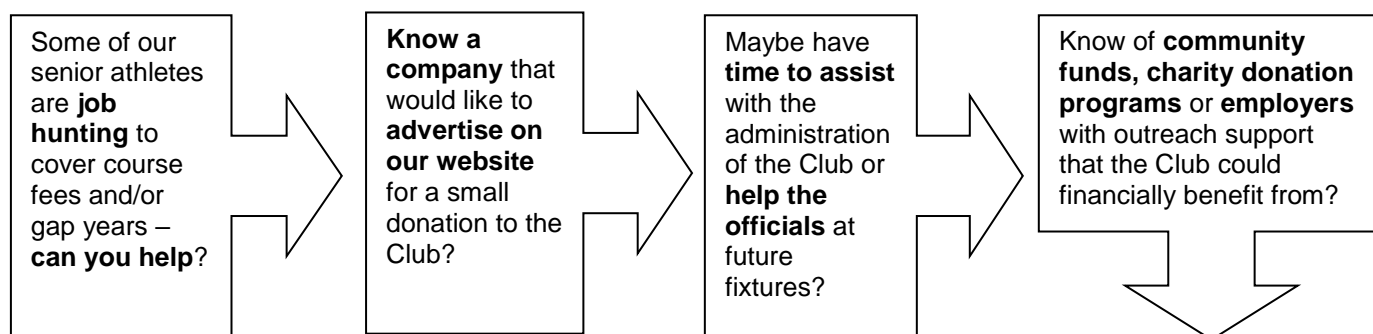 Some of our
senior athletes
are job
hunting to
cover course
fees and/or
gap years –
can you help?
Know a
company that
would like to
advertise on
our website
for a small
donation to the
Club?
Maybe have
time to assist
with the
administration
of the Club or
help the
officials at
future
fixtures?
Know of community
funds, charity donation
programs or employers
with outreach support
that the Club could
financially benefit from?